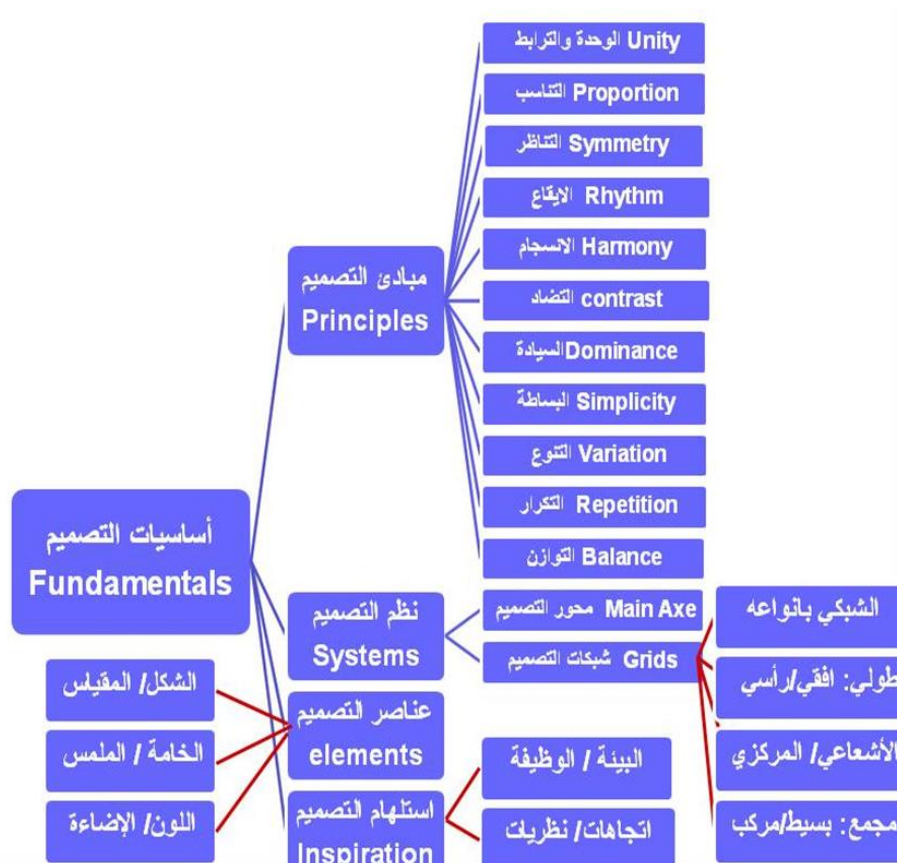 أساسيات التصميم
Fundamentals
مبادئ التصميم
Principles
الوحدة والترابط Unity
التناسب Proportion
التناظر Symmetry
الايقاع Rhythm
الانسجام Harmony
التضاد contrast
السيادة Dominance
البساطة Simplicity
التنوع Variation
التكرار Repetition
التوازن Balance
نظم التصميم
Systems
محور التصميم Main Axe
شبكات التصميم Grids
الشبكي بانواعه
طولي: افقي/رأسي
الأشعاعي/ المركزي
مجمع: بسيط/مركب
عناصر التصميم
elements
الشكل/ المقياس
الخامة / الملمس
اللون/ الإضاءة
استلهام التصميم
Inspiration
البيئة / الوظيفة
اتجاهات/ نظريات